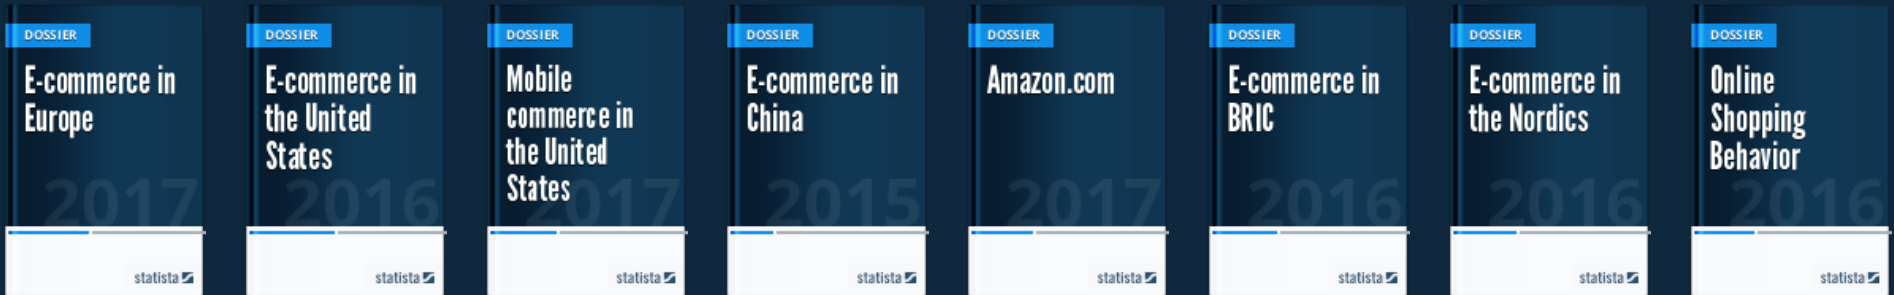 DOSSIER
E-commerce in
Europe
2017
statista
DOSSIER
E-commerce in
the United
States
2016
statista
DOSSIER
Mobile
commerce in
the United
States
2017
statista
DOSSIER
E-commerce in
China
2015
statista
DOSSIER
Amazon.com
2017
statista
DOSSIER
E-commerce in
BRIC
2016
statista
DOSSIER
E-commerce in
the Nordics
2016
statista
DOSSIER
Online
Shopping
Behavior
2016
statista